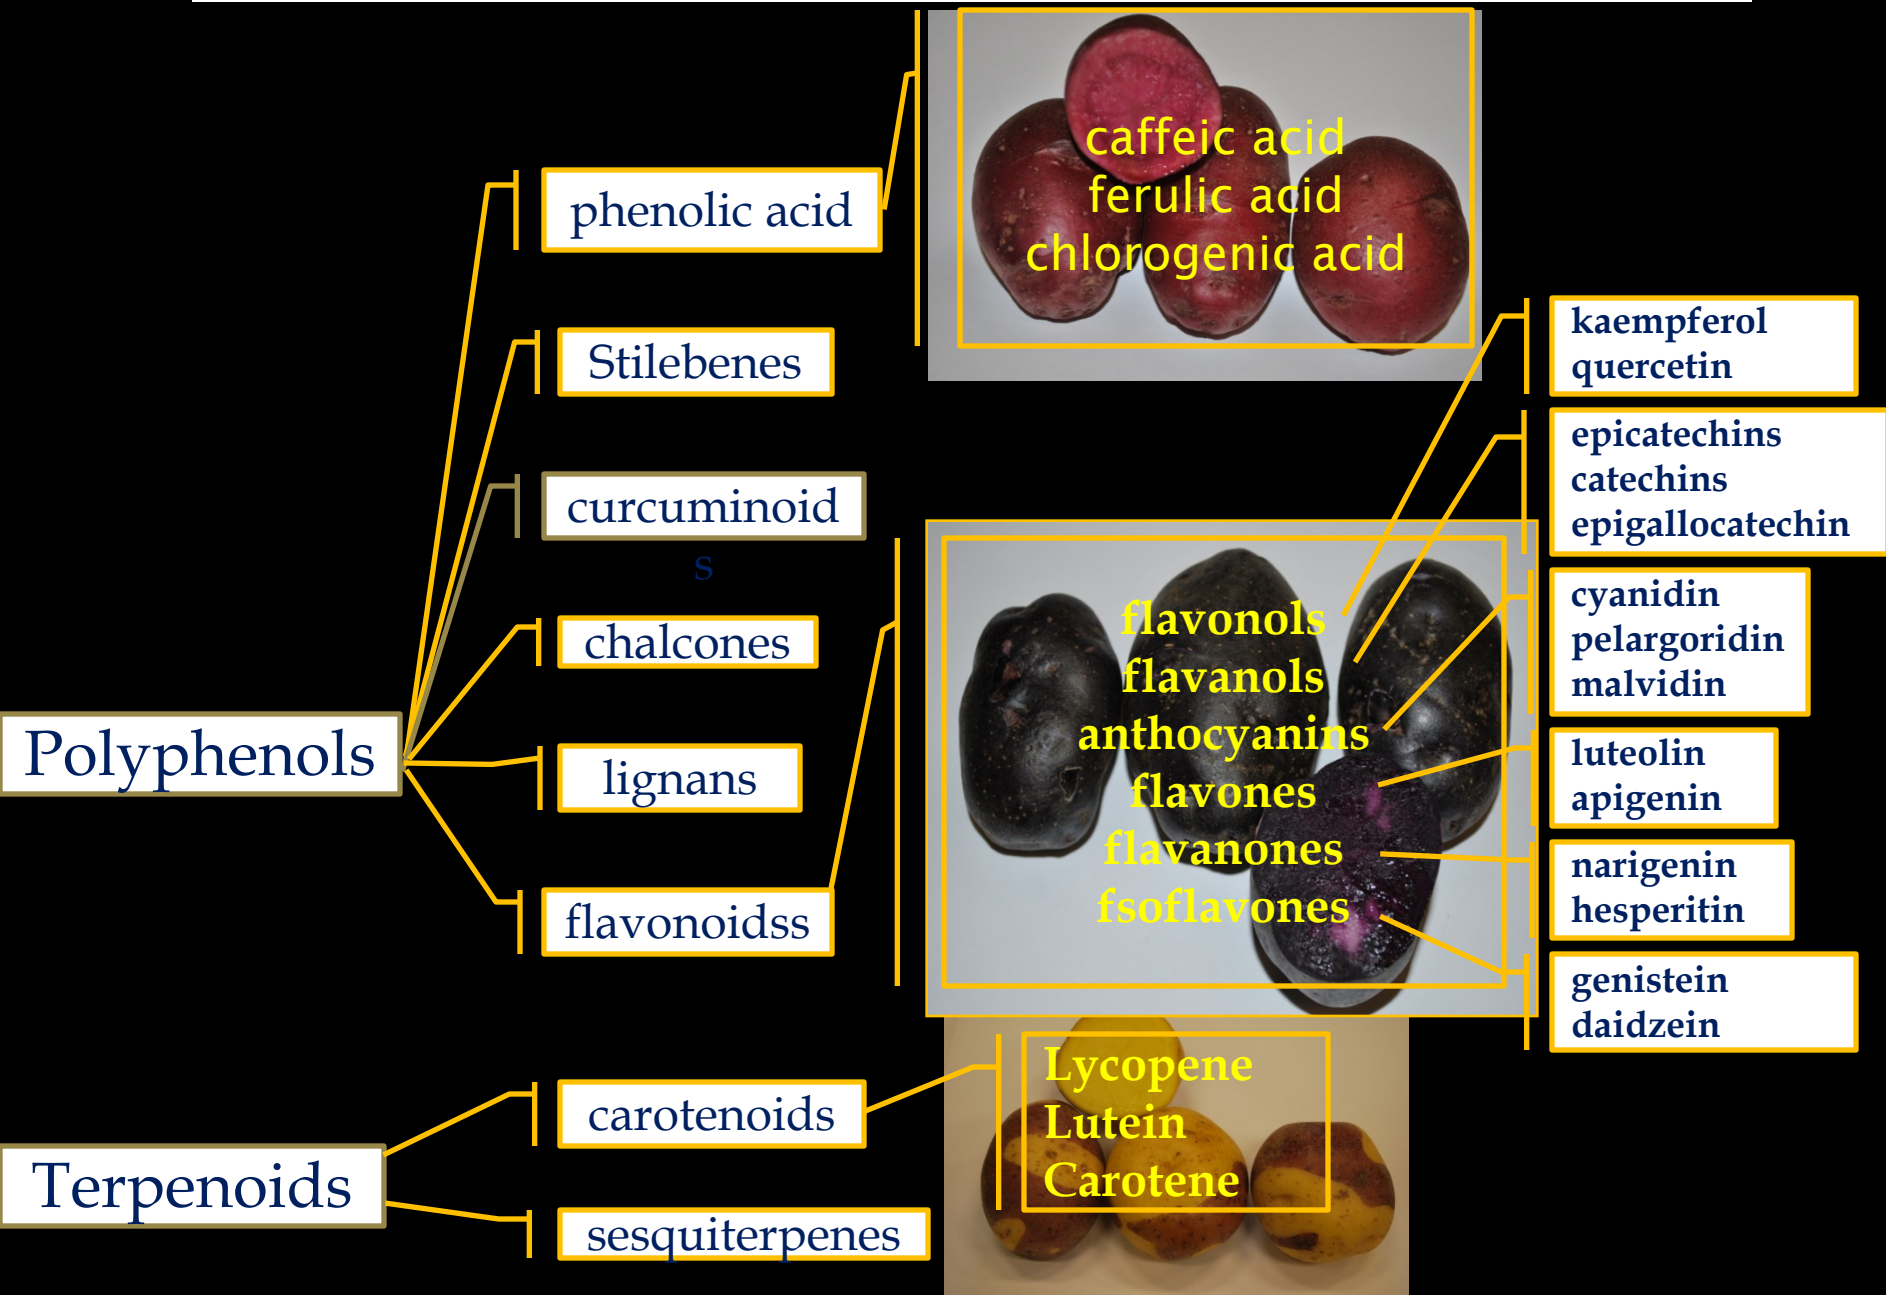 caffeic acid
ferulic acid
chlorogenic acid
phenolic acid
Stilebenes
curcuminoid
s
chalcones
Polyphenols
lignans
flavonoidss
flavonols
flavanols
anthocyanins
flavones
flavanones
fsoflavones
kaempferol
quercetin
epicatechins
catechins
epigallocatechin
cyanidin
pelargoridin
malvidin
luteolin
apigenin
narigenin
hesperitin
genistein
daidzein
Terpenoids
carotenoids
sesquiterpenes
Lycopene
Lutein
Carotene